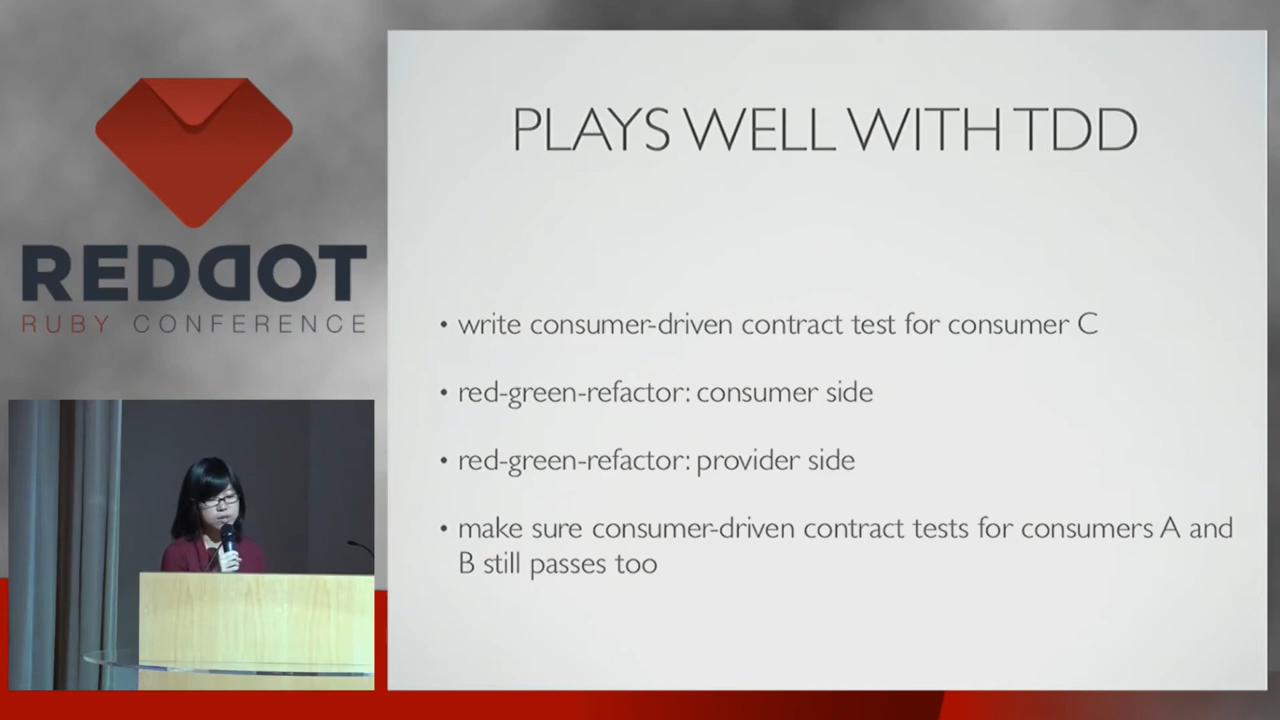 REDDOT
RUBY CONFERENCE
PLAYS WELL WITH TDD
• write consumer-driven contract test for consumer C
• red-green-refactor: consumer side
• red-green-refactor: provider side
• make sure consumer-driven contract tests for consumers A and
B still passes too